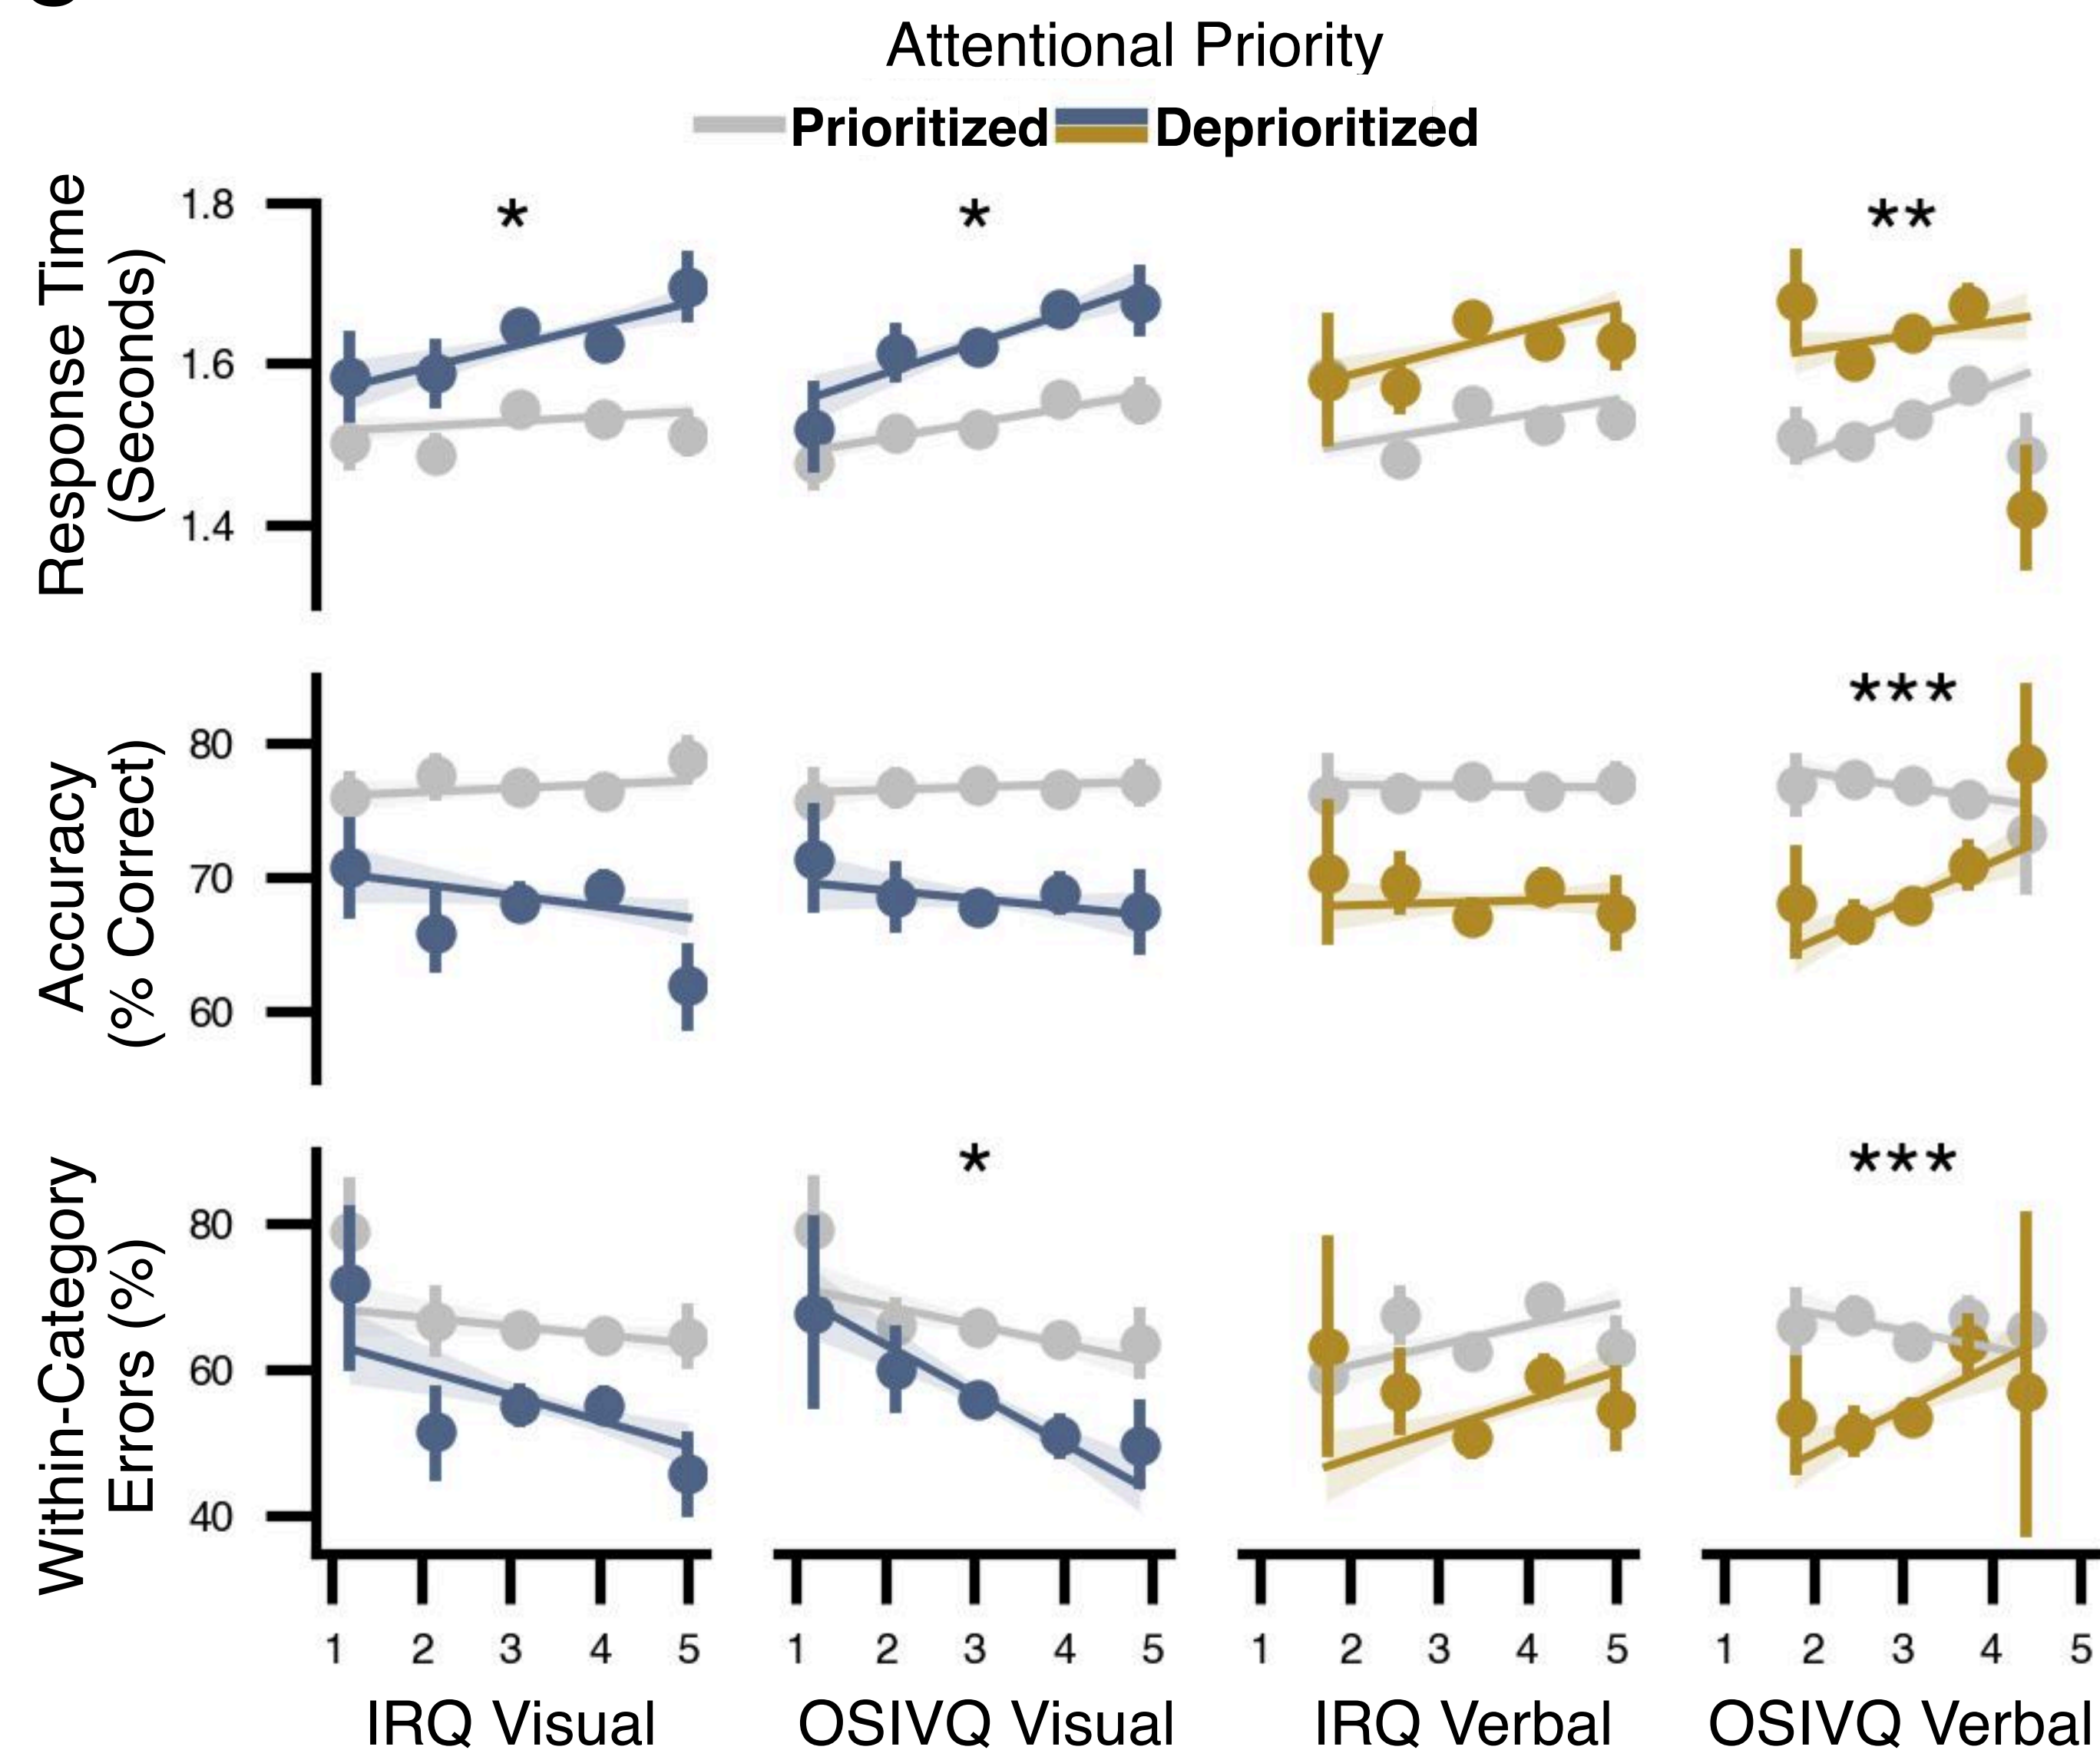 Attentional Priority
Prioritized Deprioritized
Response Time
(Seconds)
1.8
1.6
1.4
*
*
**
Accuracy
(% Correct)
80
70
60
***
Within-Category
Errors (%)
80
60
40
*
***
1 2 3 4 5
1 2 3 4 5
1 2 3 4 5
1 2 3 4 5
IRQ Visual
OSIVQ Visual
IRQ Verbal
OSIVQ Verbal